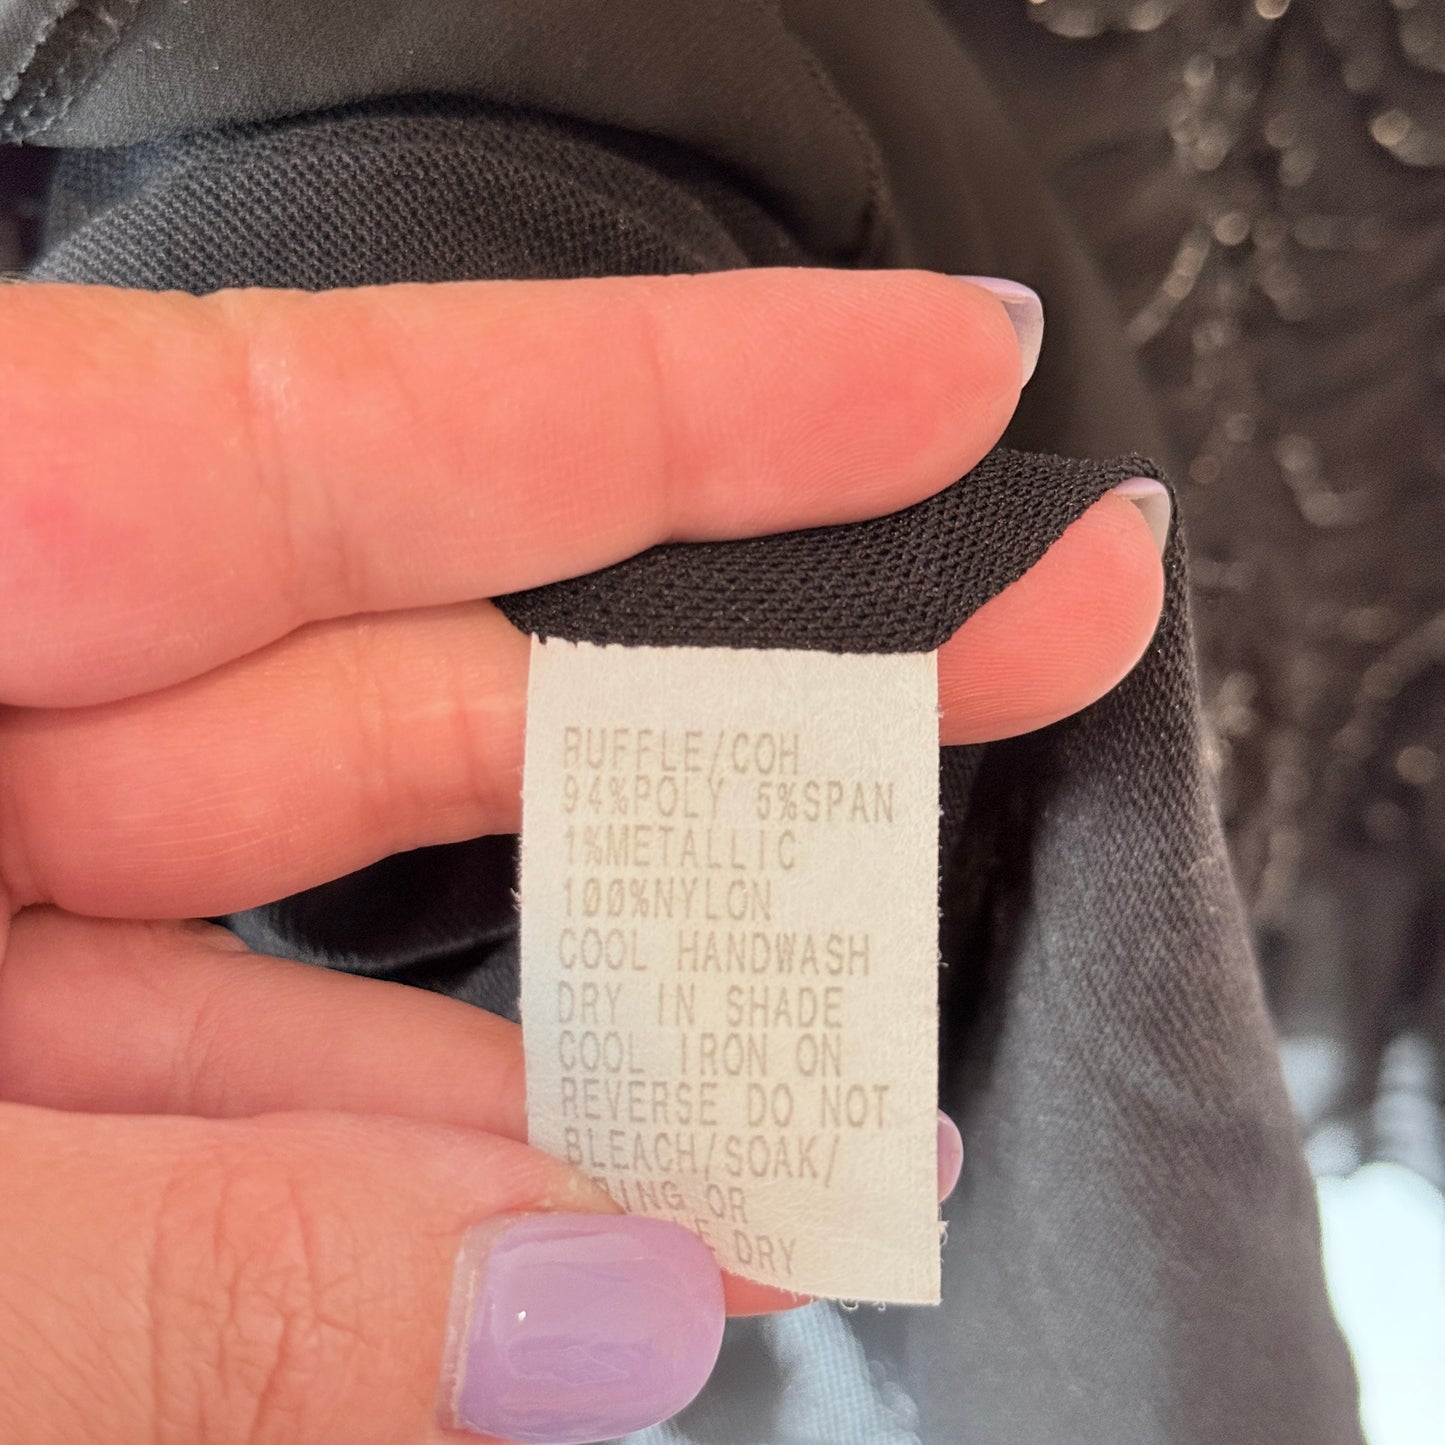 RUFFLE/COH
94%POLY 5%SPAN
1%METALLIC
100%NYLON
COOL HANDWASH
DRY IN SHADE
COOL IRON ON
REVERSE DO NOT
BLEACH/SOAK/
OR
DRY